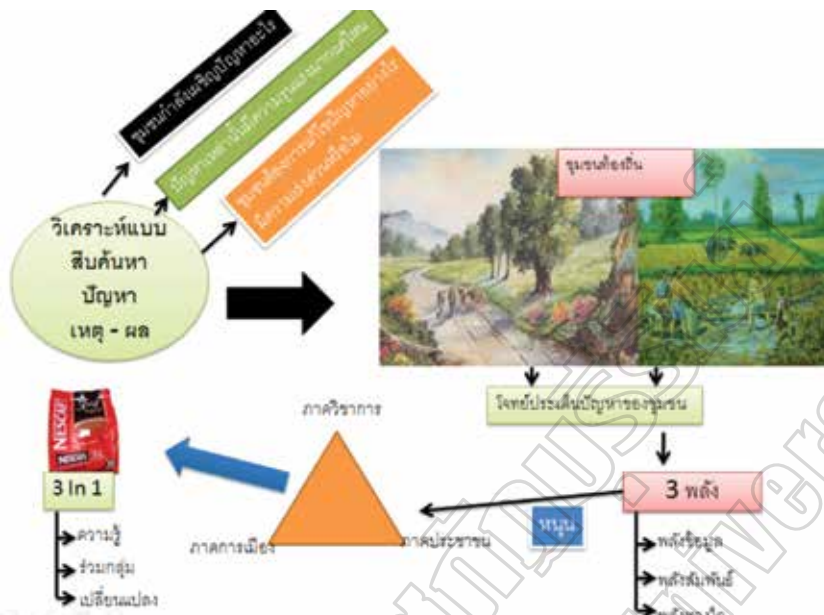 ชุมชนกำลังเผชิญปัญหาอะไร
ปัญหาเหล่านั้นมีความรุนแรงมากแค่ไหน
ชุมชนต้องการแก้ไขปัญหาอย่างไร
มีความเร่งด่วนหรือไม่
วิเคราะห์แบบ
สืบค้นหา
ปัญหา
เหตุ - ผล
ชุมชนท้องถิ่น
โจทย์ประเด็นปัญหาของชุมชน
3 พลัง
พลังข้อมูล
พลังสัมพันธ์
หนุน
ภาควิชาการ
ภาคการเมือง
ภาคประชาชน
NESCAFÉ
3 In 1
ความรู้
ร่วมกลุ่ม
เปลี่ยนแปลง